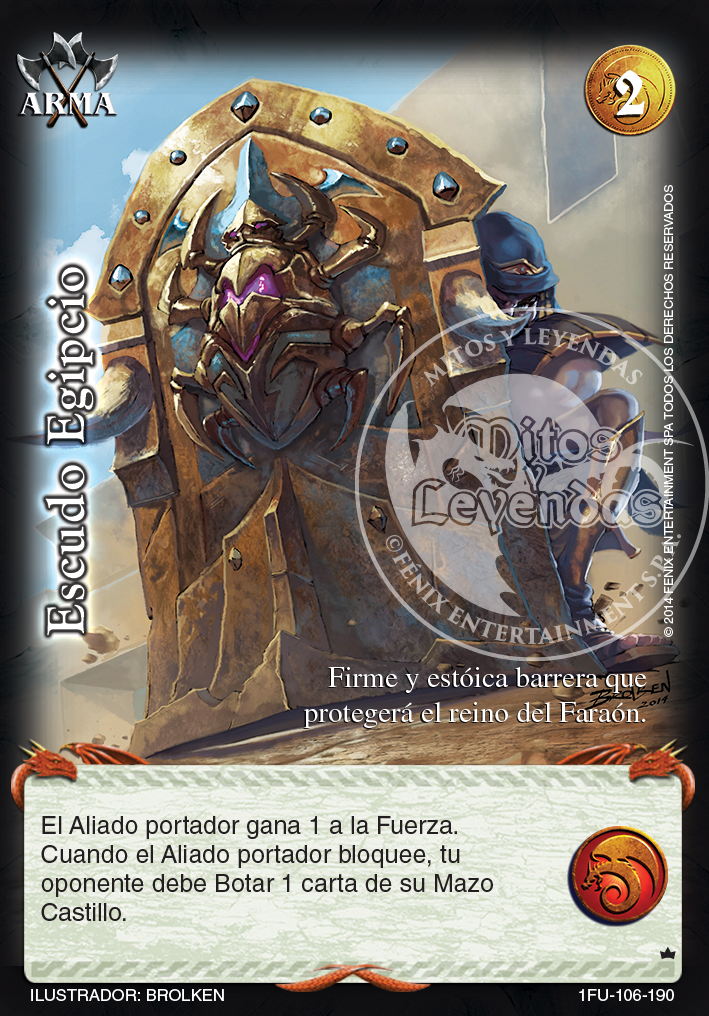 ARMA
2
Escudo Egipcio
© 2014 FENIX ENTERTAINMENT SPA TODOS LOS DERECHOS RESERVADOS
MITOS Y LEYENDAS
Mitos
Leyendas
© FÉNIX ENTERTAINMENT S.P.A.
Firme y estóica barrera que
protegerá el reino del Faraón.
BROLKEN
2014
El Aliado portador gana 1 a la Fuerza.
Cuando el Aliado portador bloquee, tu
oponente debe Botar 1 carta de su Mazo
Castillo.
ILUSTRADOR: BROLKEN
1FU-106-190